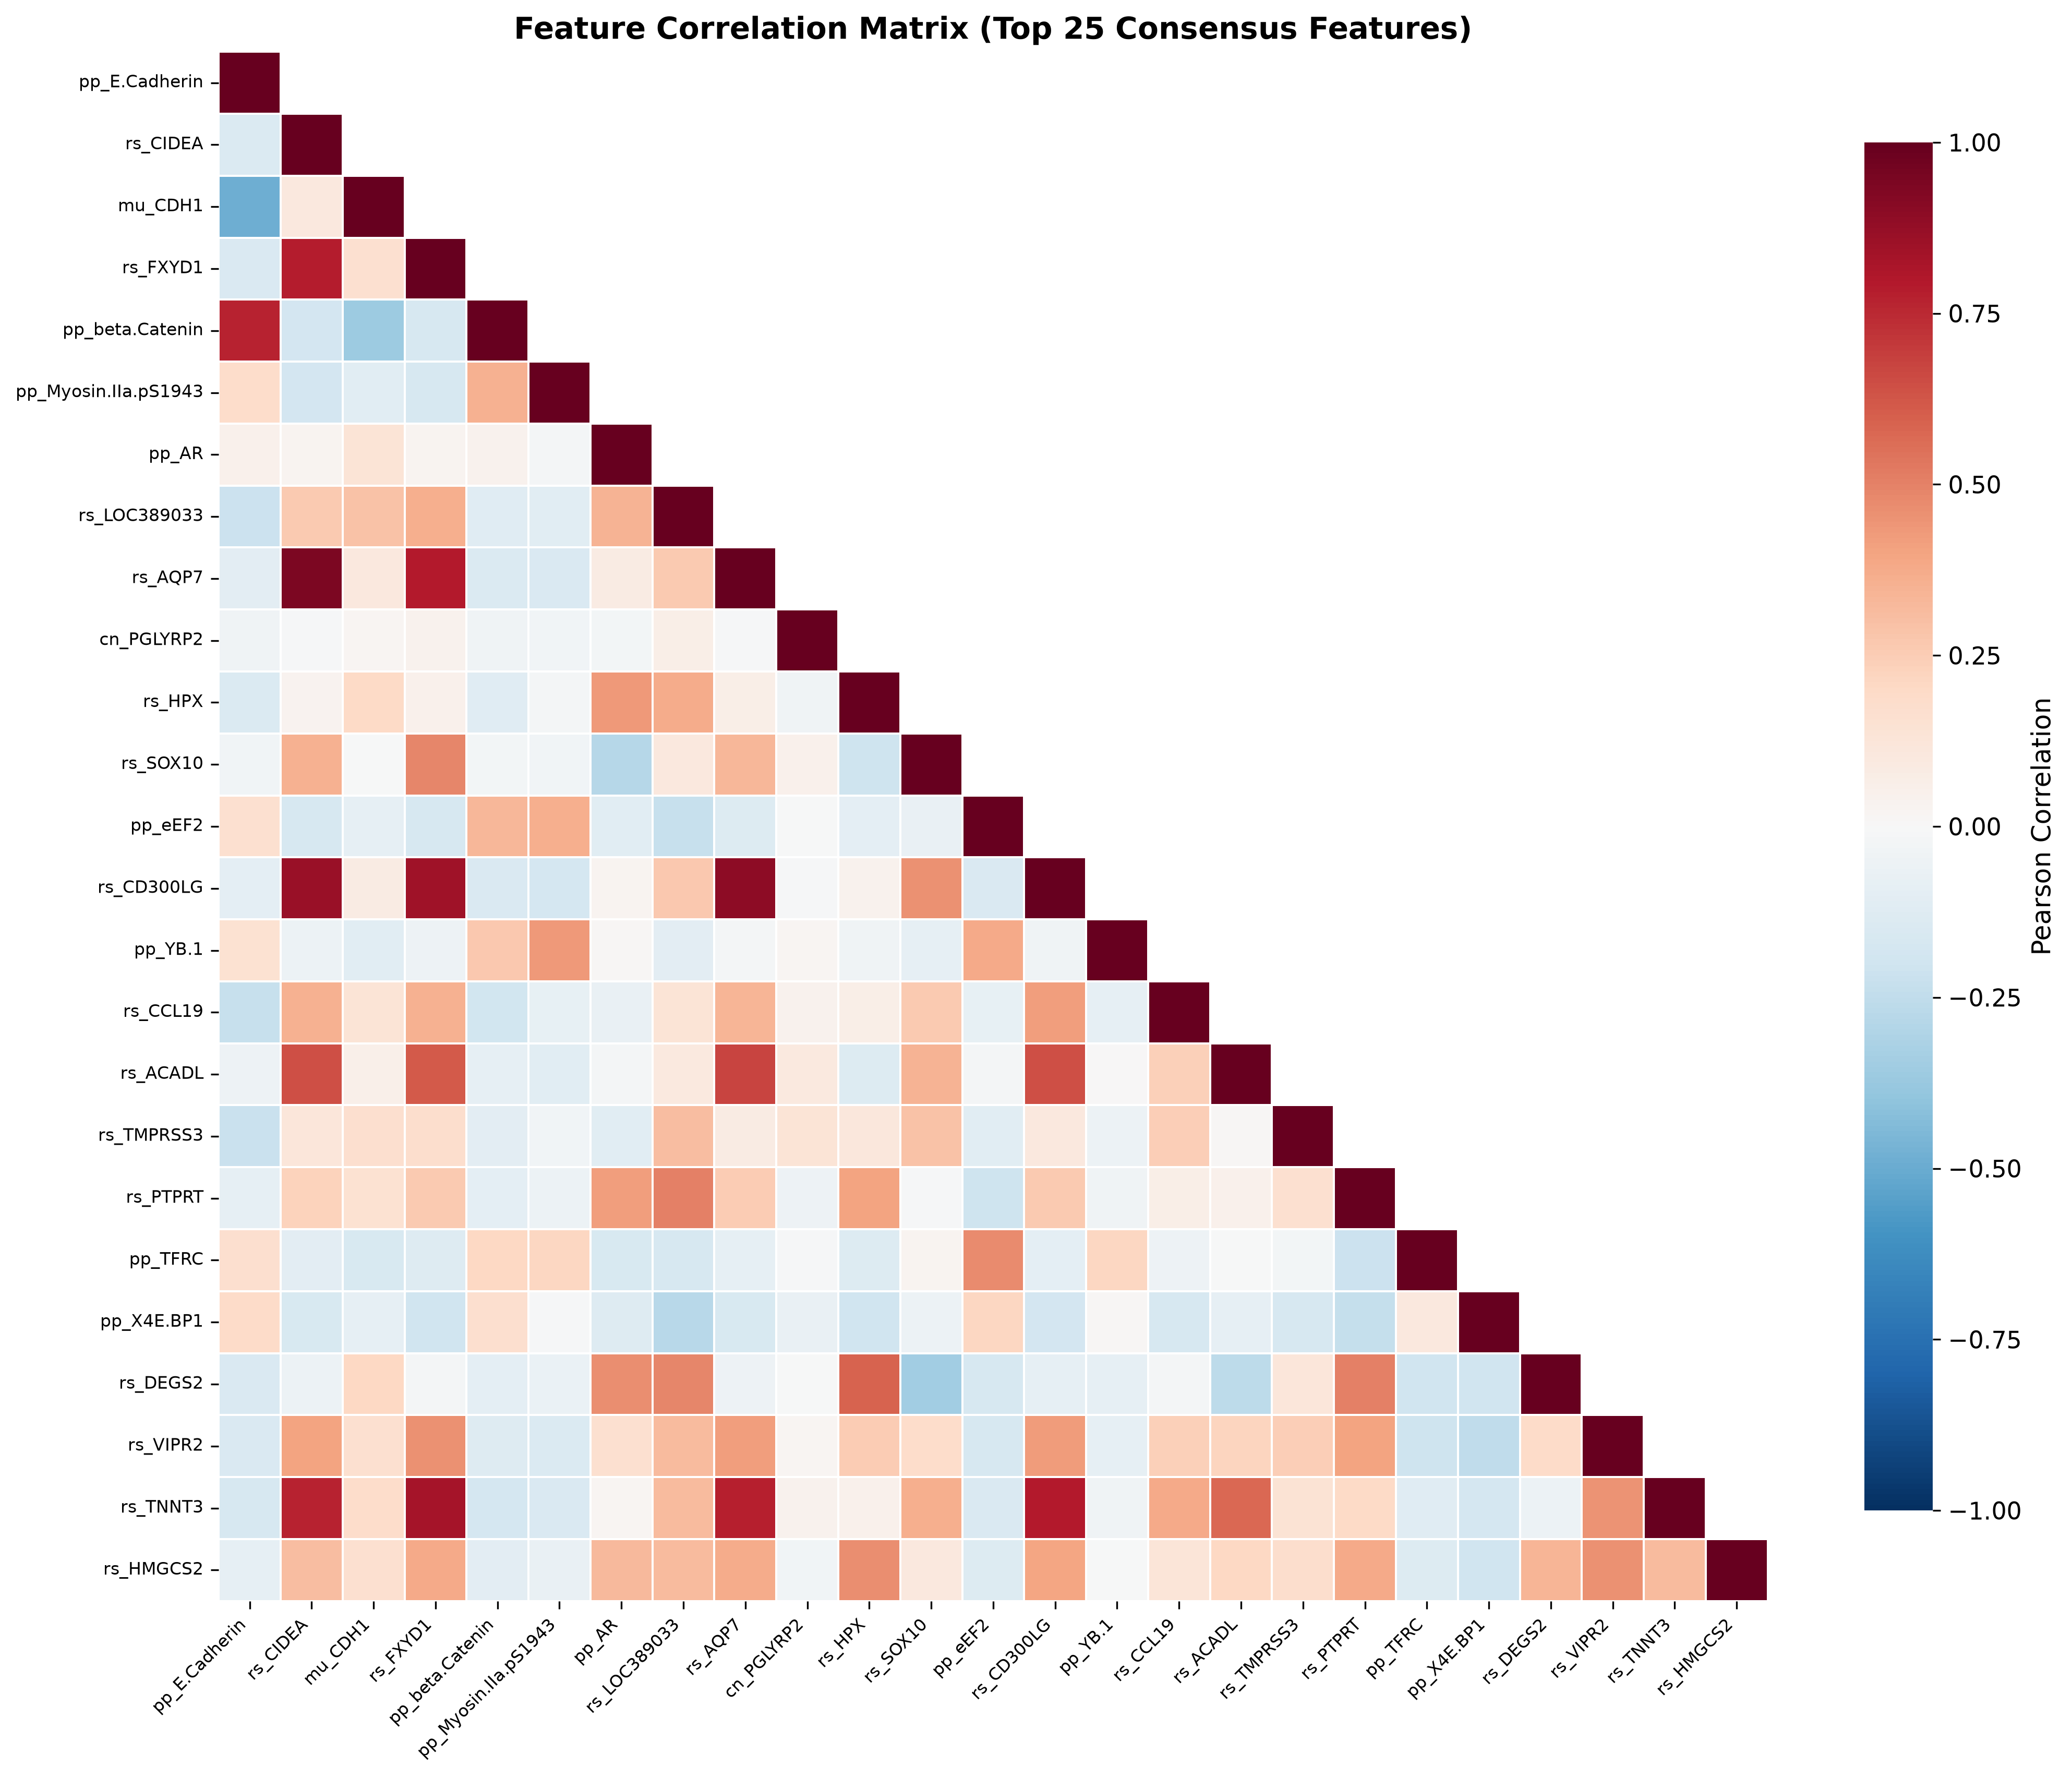 Feature Correlation Matrix (Top 25 Consensus Features)
pp_E.Cadherin
rs_CIDEA
mu_CDH1
rs_FXYD1
pp_beta.Catenin
pp_Myosin.IIa.pS1943
pp_AR
rs_LOC389033
rs_AQP7
cn_PGLYRP2
rs_HPX
rs_SOX10
pp_eEF2
rs_CD300LG
pp_YB.1
rs_CCL19
rs_ACADL
rs_TMPRSS3
rs_PTPRT
pp_TFRC
pp_X4E.BP1
rs_DEGS2
rs_VIPR2
rs_TNNT3
rs_HMGCS2
pp_E.Cadherin
rs_CIDEA
mu_CDH1
rs_FXYD1
pp_beta.Catenin
pp_Myosin.IIa.pS1943
pp_AR
rs_LOC389033
rs_AQP7
cn_PGLYRP2
rs_HPX
rs_SOX10
pp_eEF2
rs_CD300LG
pp_YB.1
rs_CCL19
rs_ACADL
rs_TMPRSS3
rs_PTPRT
pp_TFRC
pp_X4E.BP1
rs_DEGS2
rs_VIPR2
rs_TNNT3
rs_HMGCS2
1.00
0.75
0.50
0.25
0.00
−0.25
−0.50
−0.75
−1.00
Pearson Correlation